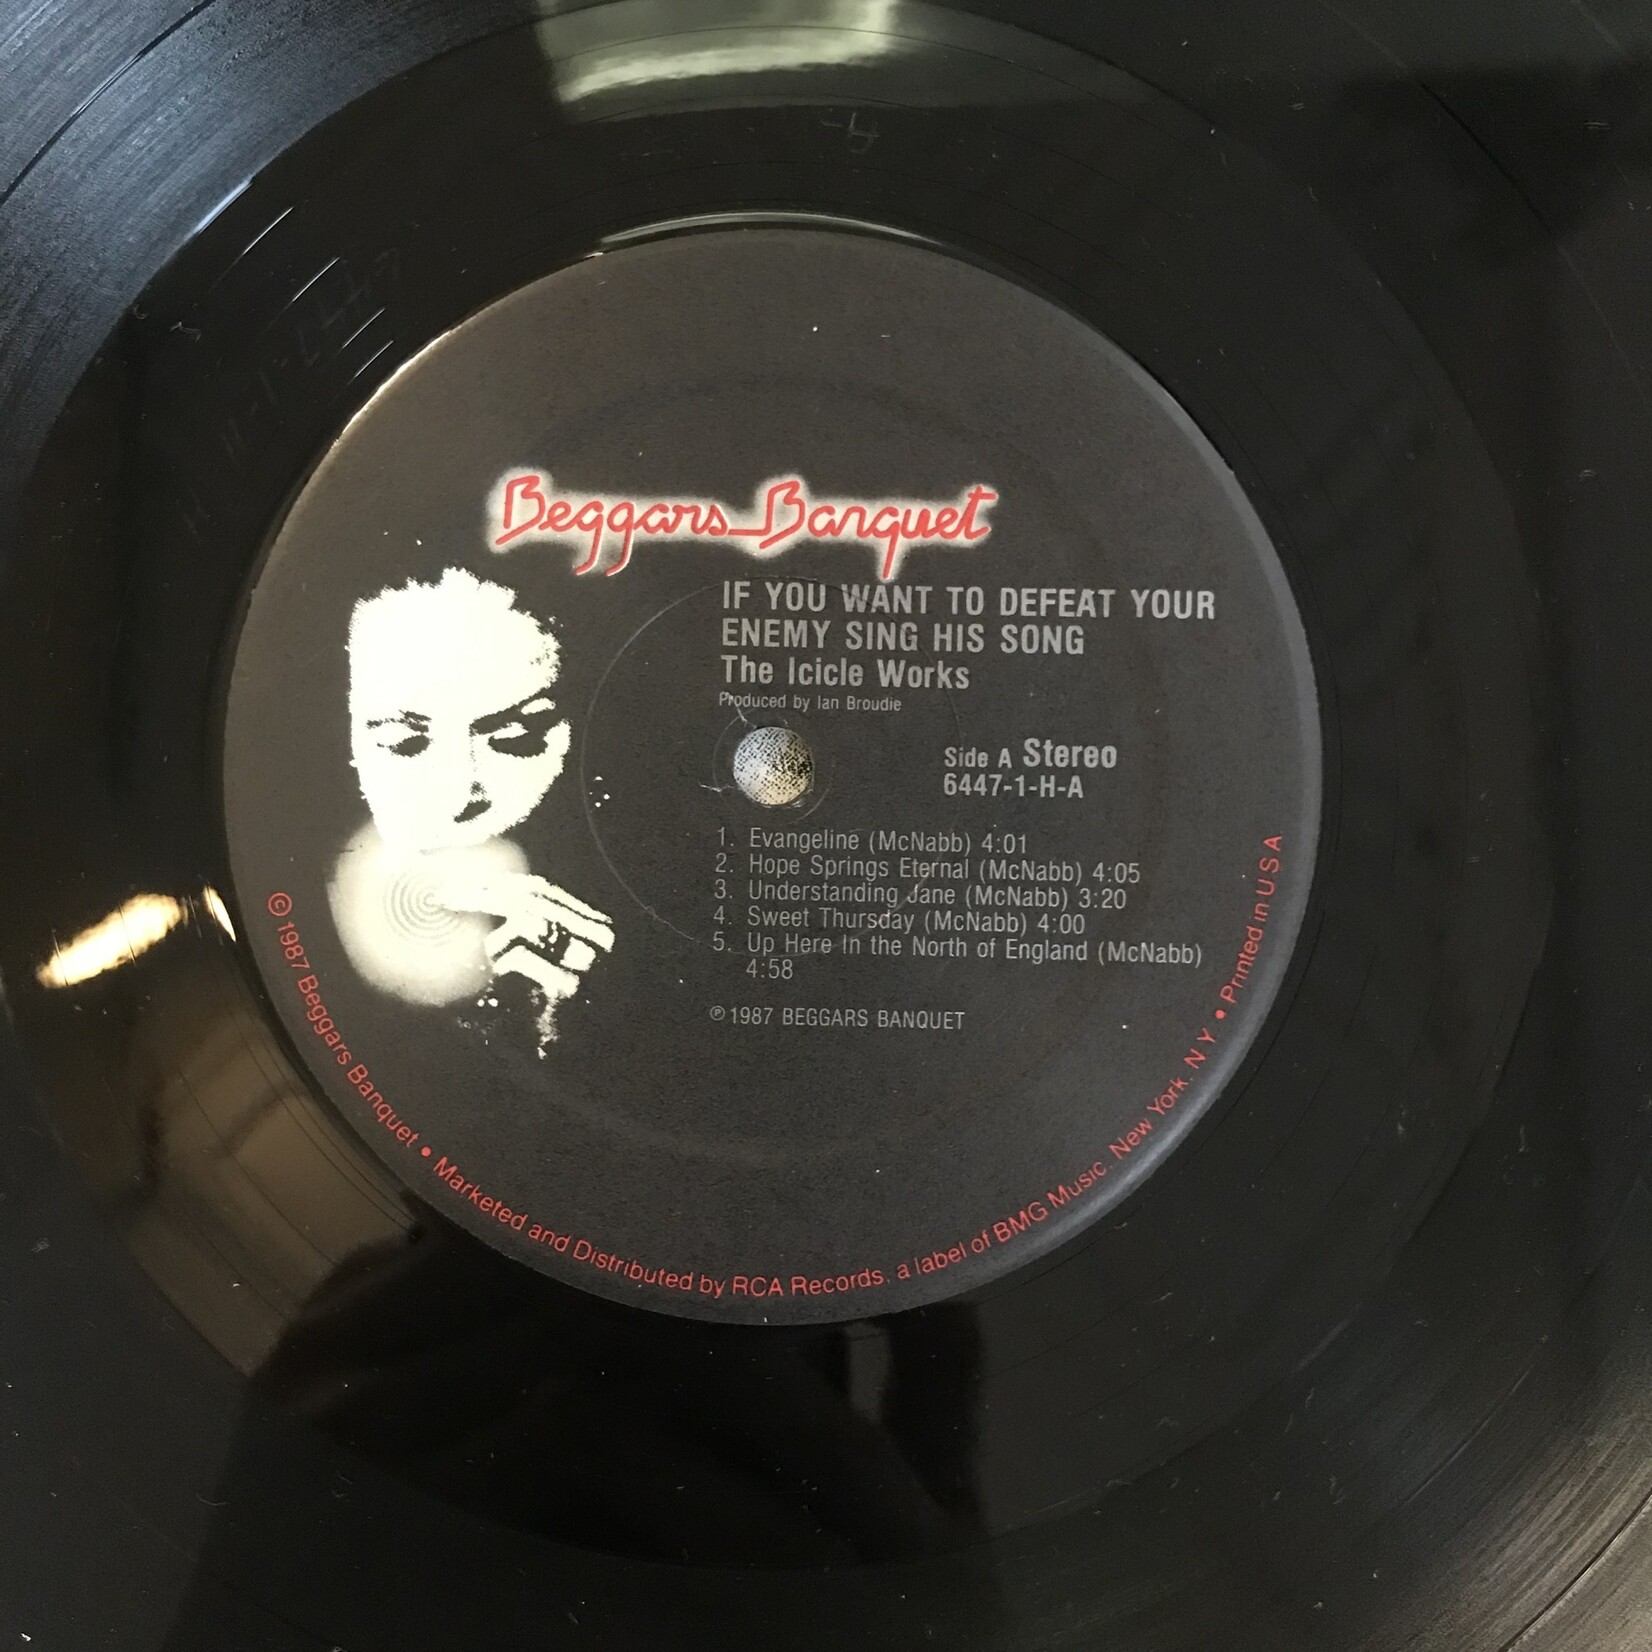 Beggars Banquet
IF YOU WANT TO DEFEAT YOUR
ENEMY SING HIS SONG
The Icicle Works
Produced by Ian Broudie
Side A Stereo
6447-1-H-A
1. Evangeline (McNabb) 4:01
2. Hope Springs Eternal (McNabb) 4:05
3. Understanding Jane (McNabb) 3:20
4. Sweet Thursday (McNabb) 4:00
5. Up Here In the North of England (McNabb)
4:58
℗ 1987 BEGGARS BANQUET
© 1987 Beggars Banquet • Marketed and Distributed by RCA Records, a label of BMG Music, New York, N Y • Printed in U S A